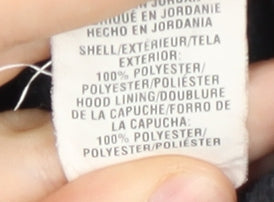 FABRIQUÉ EN JORDANIE
HECHO EN JORDANIA
SHELL/EXTÉRIEUR/TELA
EXTERIOR:
100% POLYESTER/
POLYESTER/POLIÉSTER
HOOD LINING/DOUBLURE
DE LA CAPUCHE/FORRO DE
LA CAPUCHA:
100% POLYESTER/
POLYESTER/POLIÉSTER